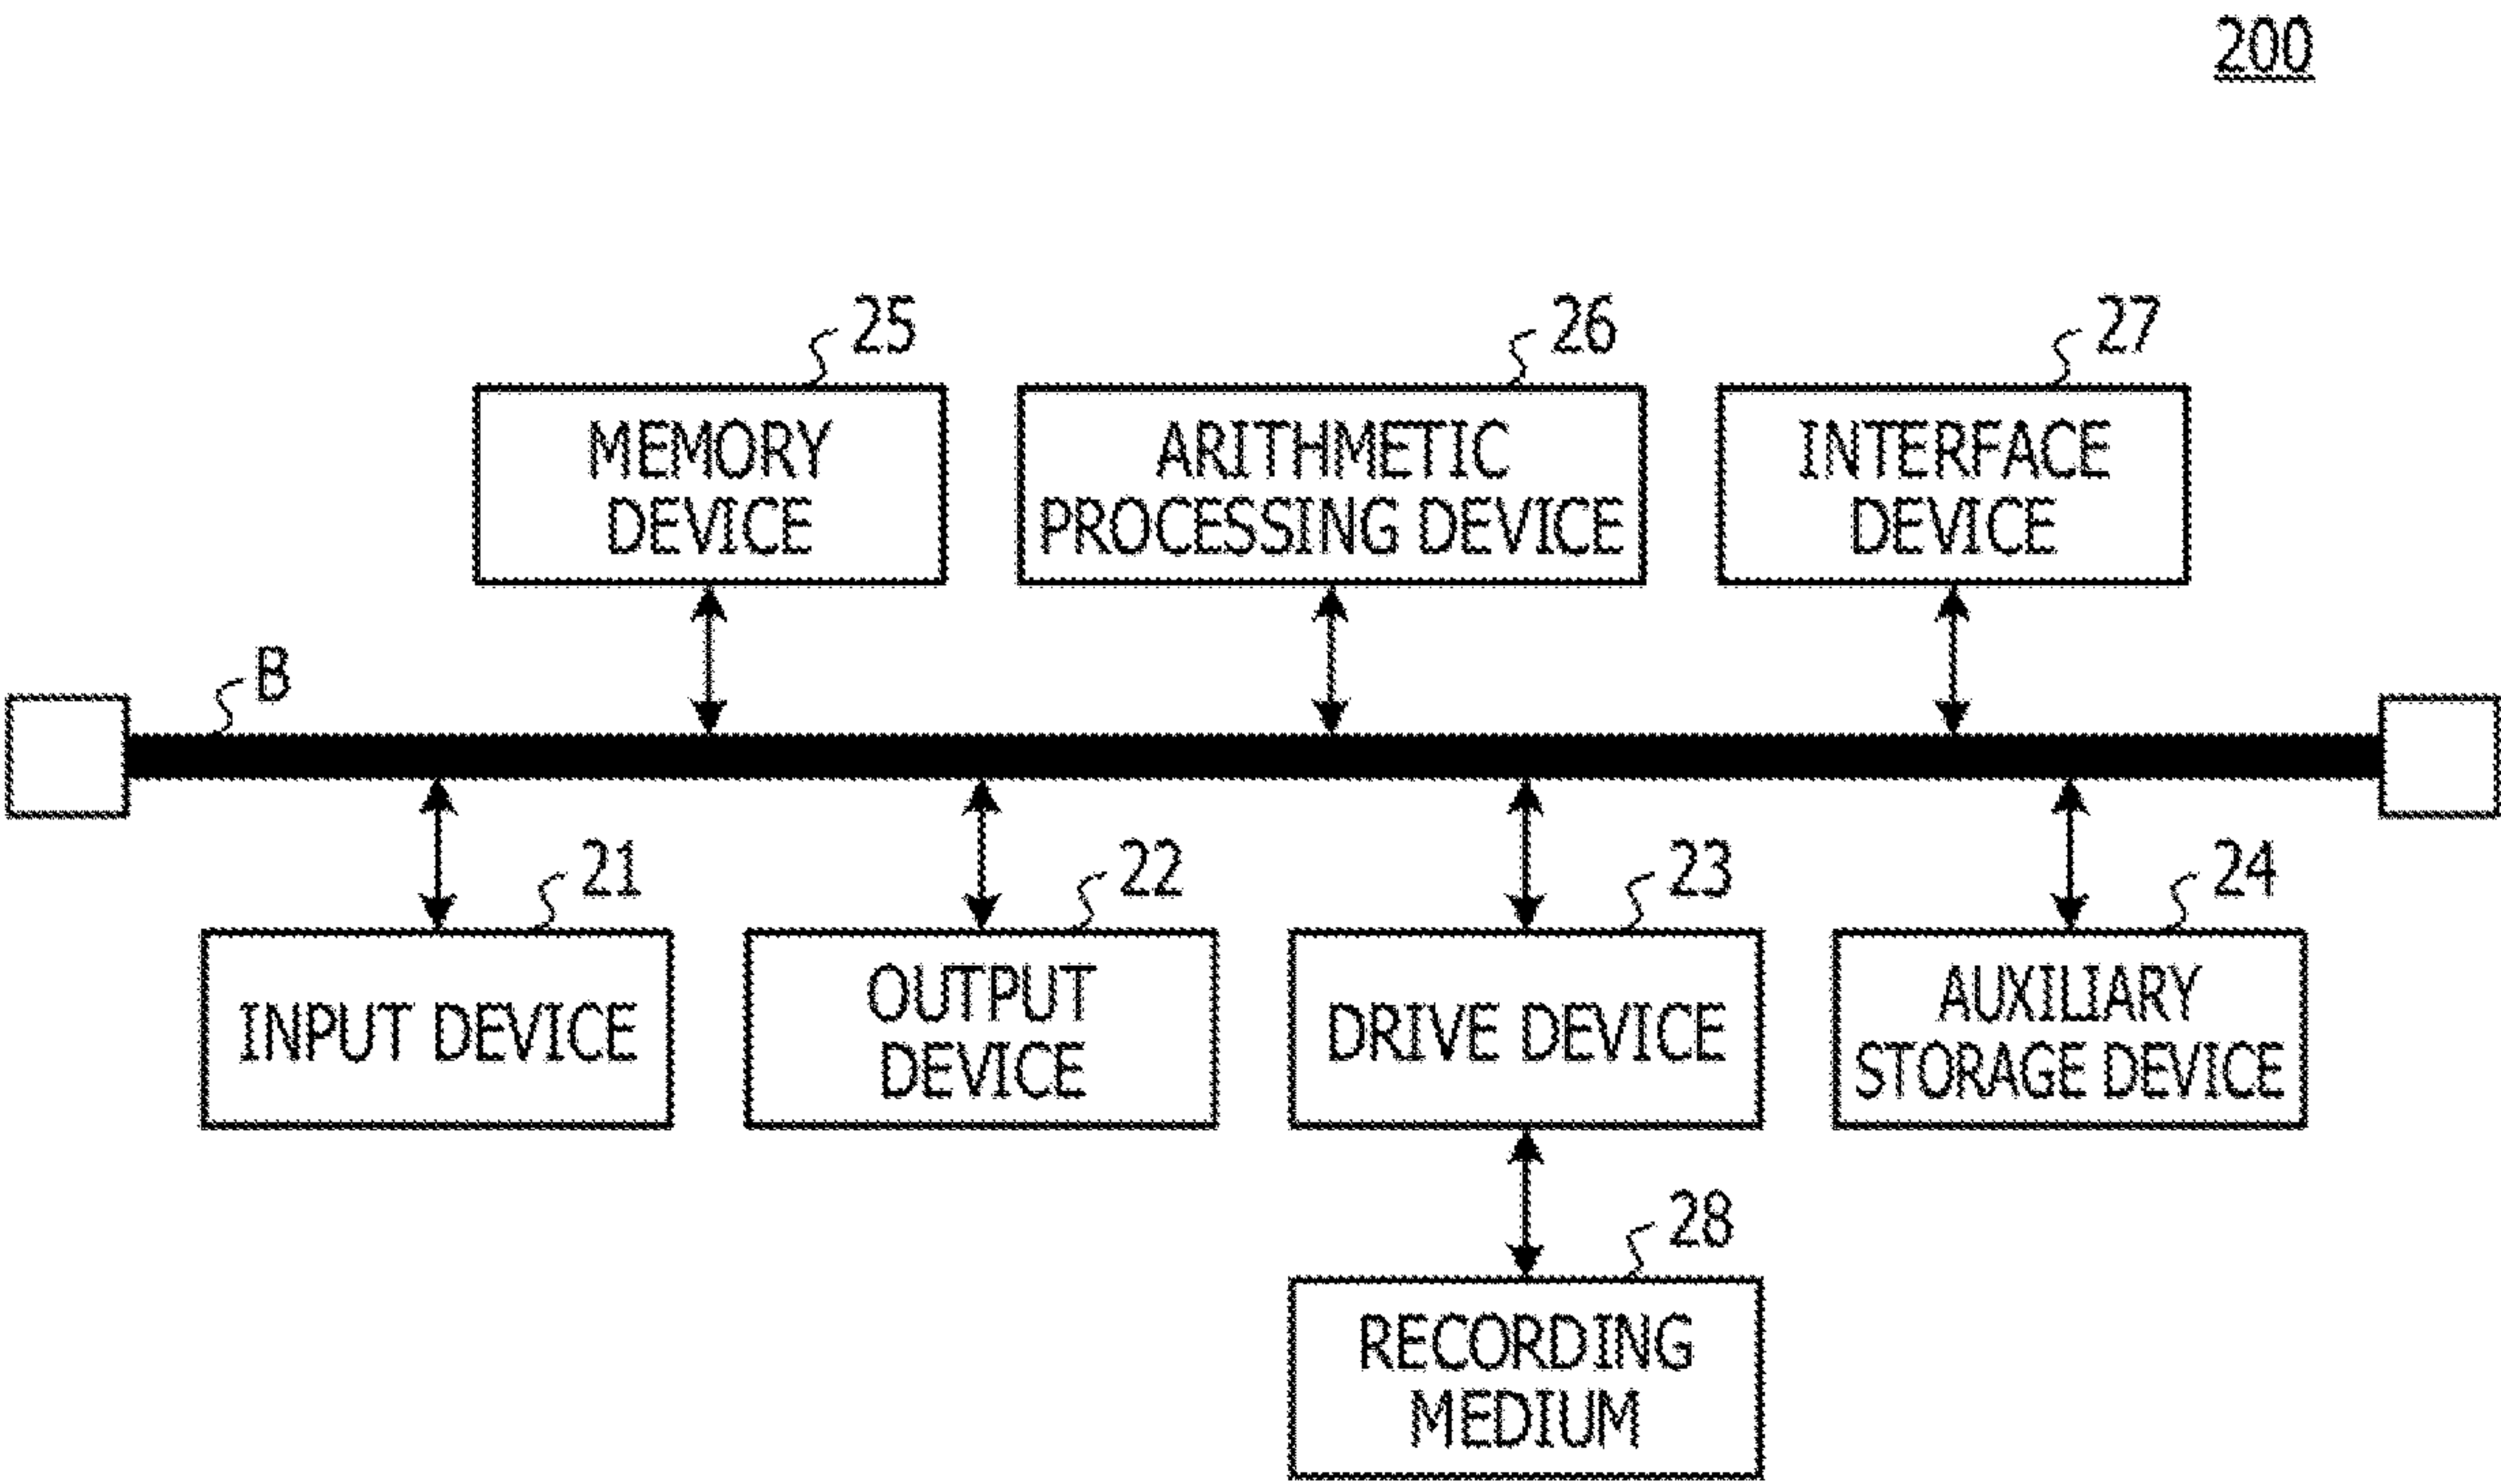 200
25
26
27
MEMORY
DEVICE
ARITHMETIC
PROCESSING DEVICE
INTERFACE
DEVICE
B
21
22
23
24
INPUT DEVICE
OUTPUT
DEVICE
DRIVE DEVICE
AUXILIARY
STORAGE DEVICE
28
RECORDING
MEDIUM